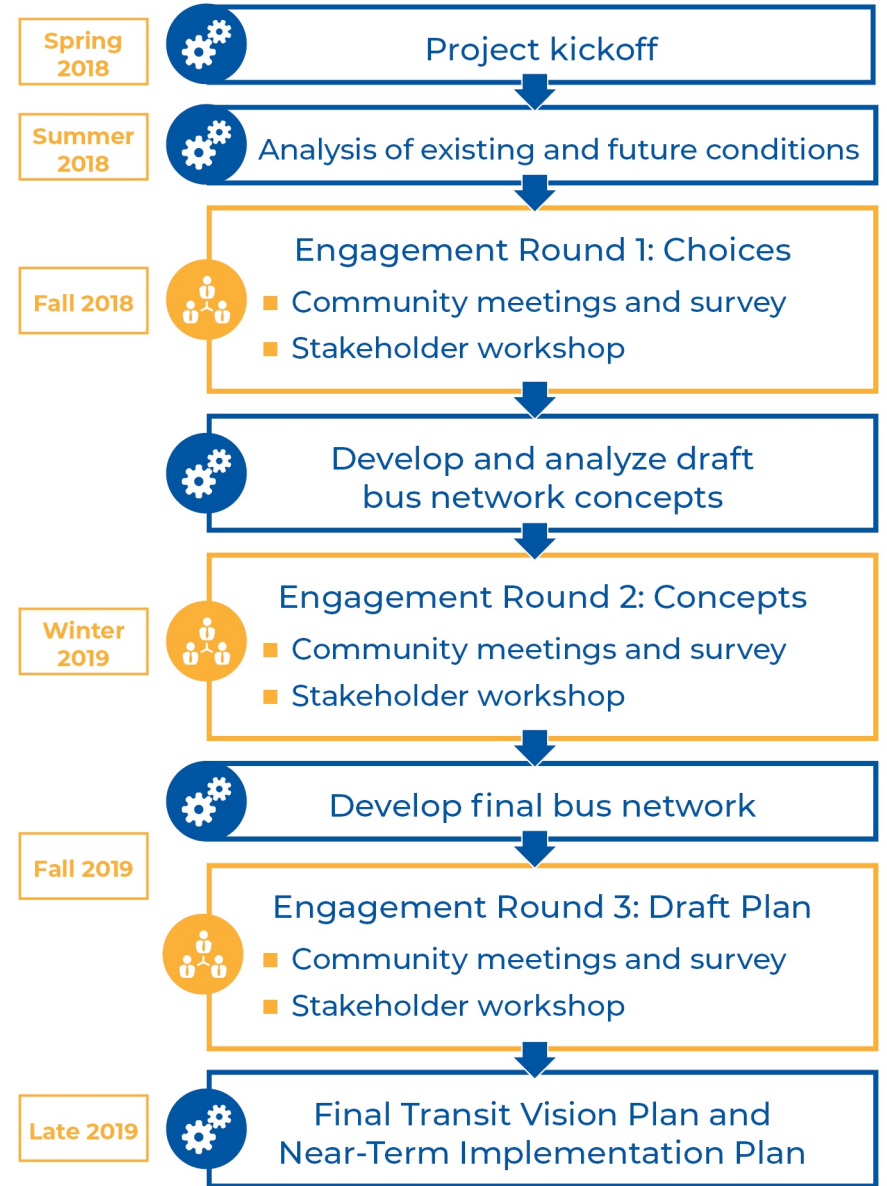 Spring
2018
Project kickoff
Summer
2018
Analysis of existing and future conditions
Fall 2018
Engagement Round 1: Choices
Community meetings and survey
Stakeholder workshop
Develop and analyze draft
bus network concepts
Winter
2019
Engagement Round 2: Concepts
Community meetings and survey
Stakeholder workshop
Develop final bus network
Fall 2019
Engagement Round 3: Draft Plan
Community meetings and survey
Stakeholder workshop
Late 2019
Final Transit Vision Plan and
Near-Term Implementation Plan